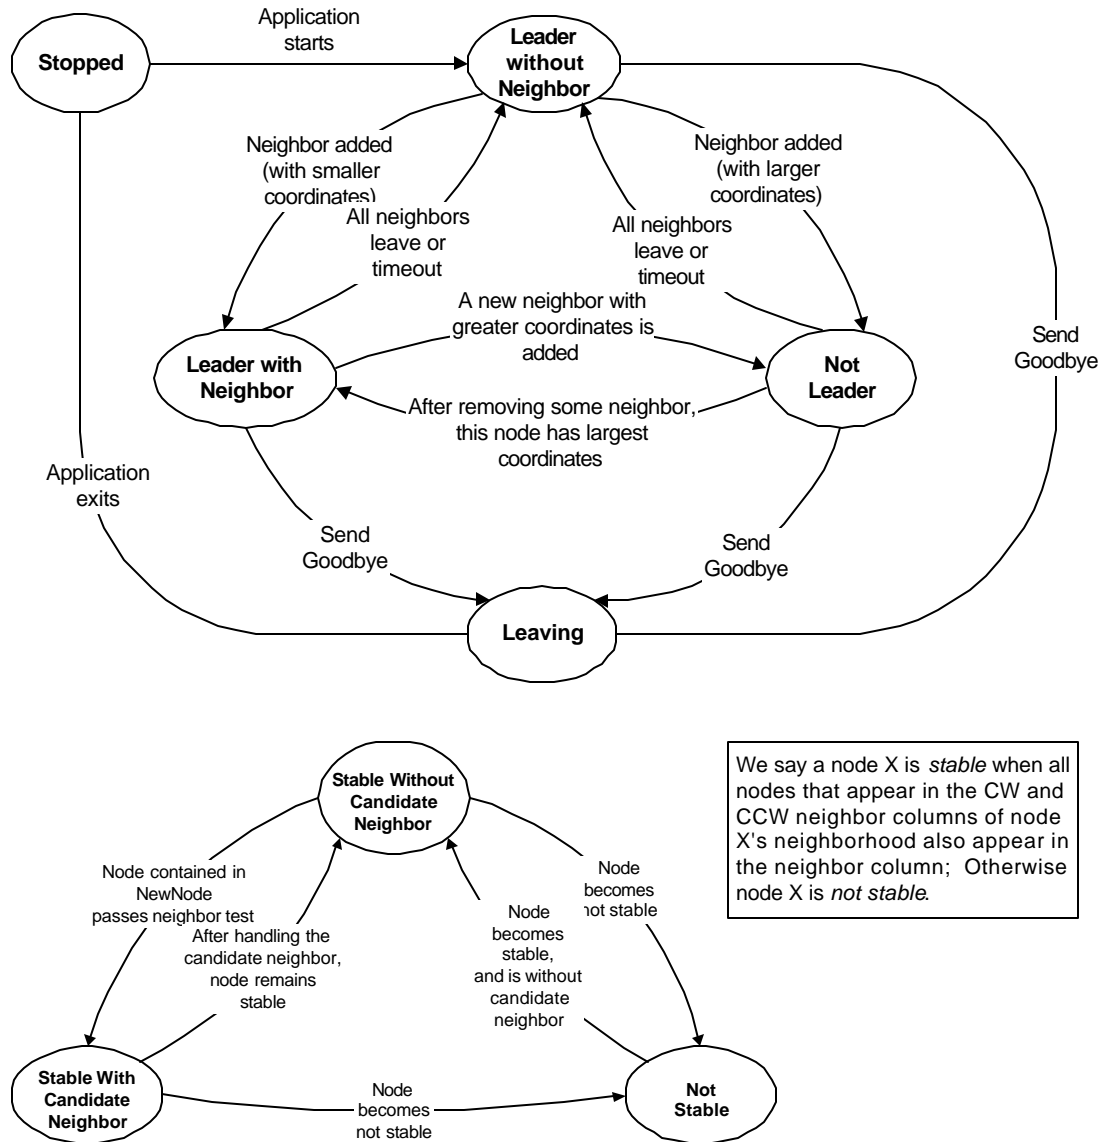 Application
starts
Stopped
Leader
without
Neighbor
Neighbor added
(with smaller
coordinates)
Neighbor added
(with larger
coordinates)
All neighbors
leave or
timeout
All neighbors
leave or
timeout
A new neighbor with
greater coordinates is
added
Send
Goodbye
Leader with
Neighbor
Not
Leader
After removing some neighbor,
this node has largest
coordinates
Application
exits
Send
Goodbye
Send
Goodbye
Leaving
Stable Without
Candidate
Neighbor
We say a node X is stable when all
nodes that appear in the CW and
CCW neighbor columns of node
X's neighborhood also appear in
the neighbor column; Otherwise
node X is not stable.
Node contained in
NewNode
passes neighbor test
Node
becomes
not stable
After handling the
candidate neighbor,
node remains
stable
Node
becomes
stable,
and is without
candidate
neighbor
Stable With
Candidate
Neighbor
Node
becomes
not stable
Not
Stable